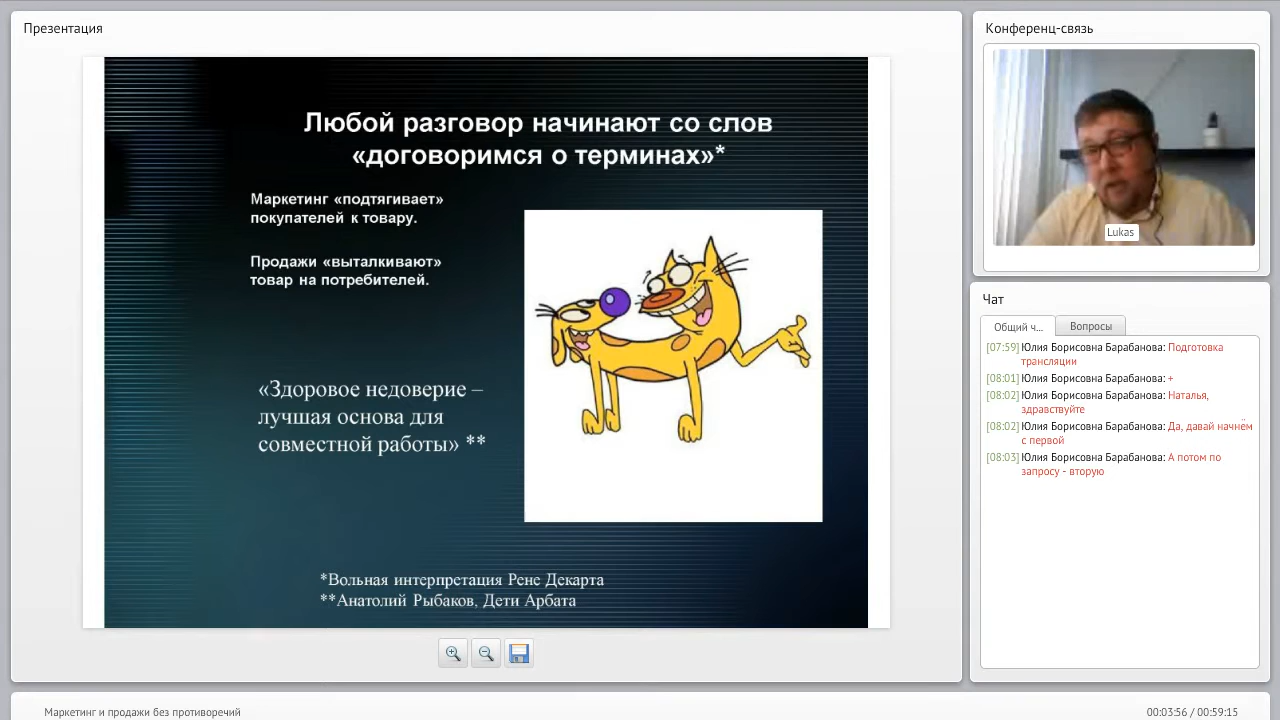 Презентация
Любой разговор начинают со слов
«договоримся о терминах»*
Маркетинг «подтягивает»
покупателей к товару.
Продажи «выталкивают»
товар на потребителей.
«Здоровое недоверие –
лучшая основа для
совместной работы» **
*Вольная интерпретация Рене Декарта
**Анатолий Рыбаков, Дети Арбата
Конференц-связь
Lukas
Чат
Общий ч...
Вопросы
[07:59] Юлия Борисовна Барабанова: Подготовка
трансляции
[08:01] Юлия Борисовна Барабанова: +
[08:02] Юлия Борисовна Барабанова: Наталья,
здравствуйте
[08:02] Юлия Борисовна Барабанова: Да, давай начнём
с первой
[08:03] Юлия Борисовна Барабанова: А потом по
запросу - вторую
Маркетинг и продажи без противоречий
00:03:56 / 00:59:15